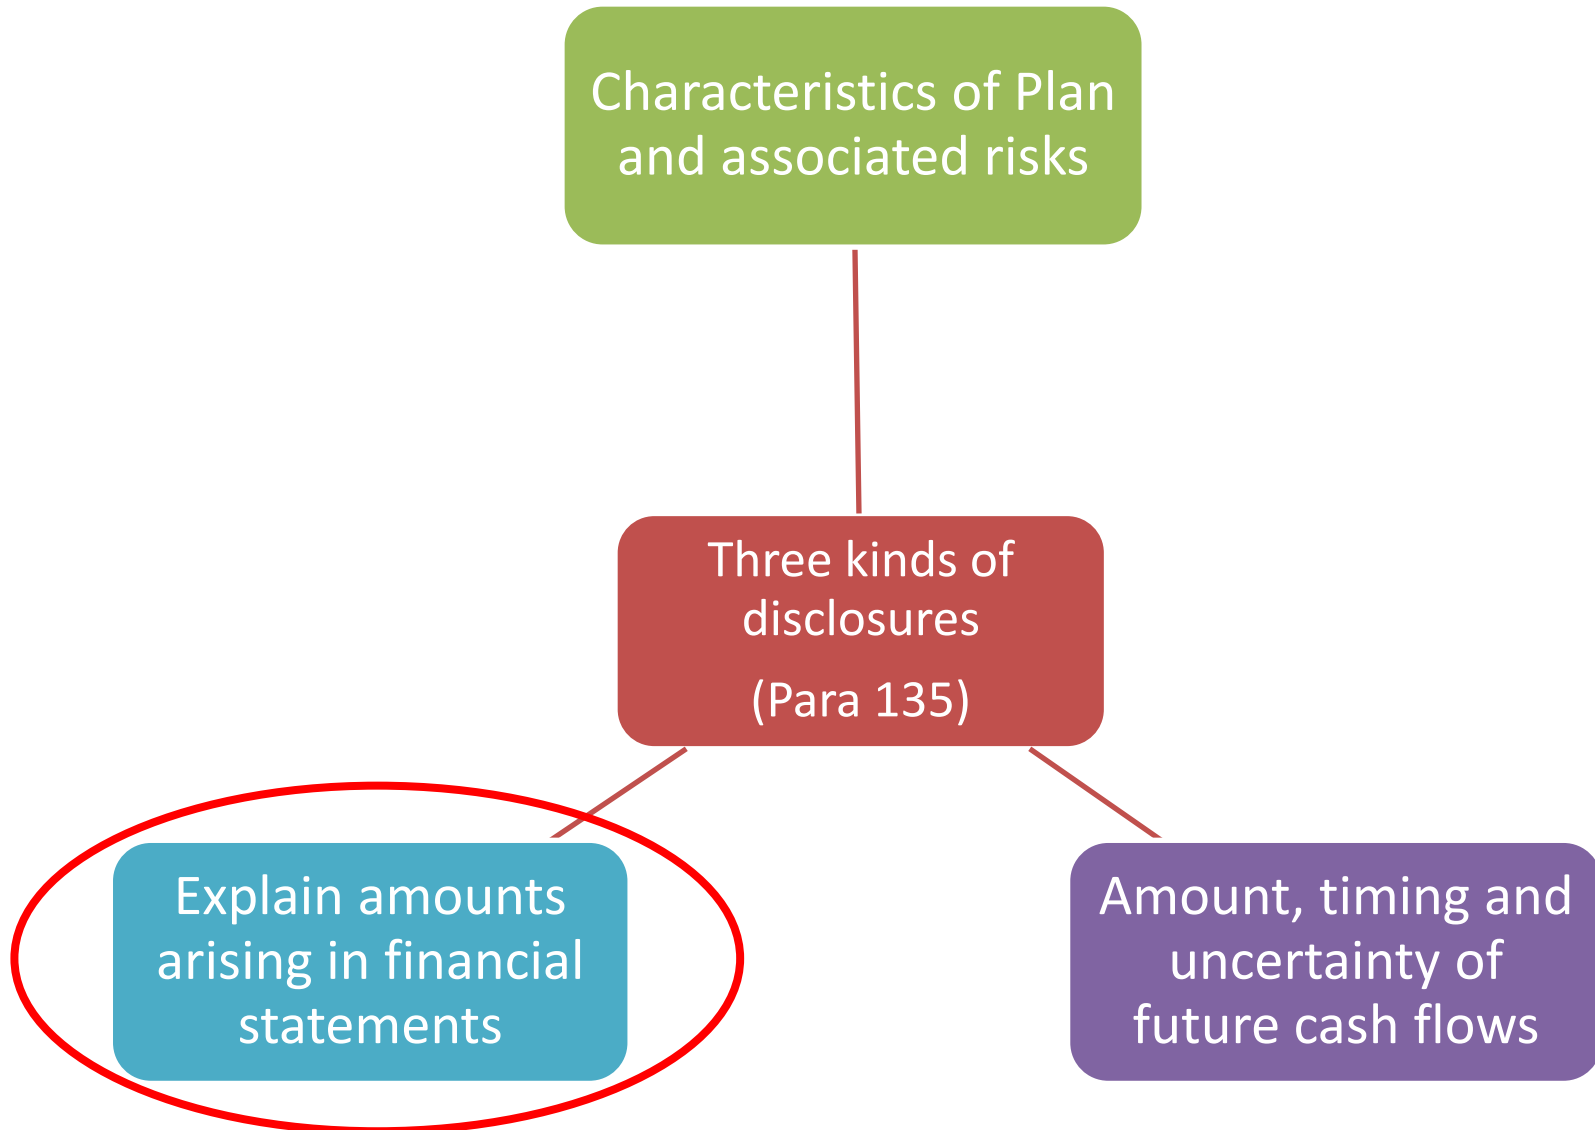 Characteristics of Plan
and associated risks
Three kinds of
disclosures
(Para 135)
Explain amounts
arising in financial
statements
Amount, timing and
uncertainty of
future cash flows